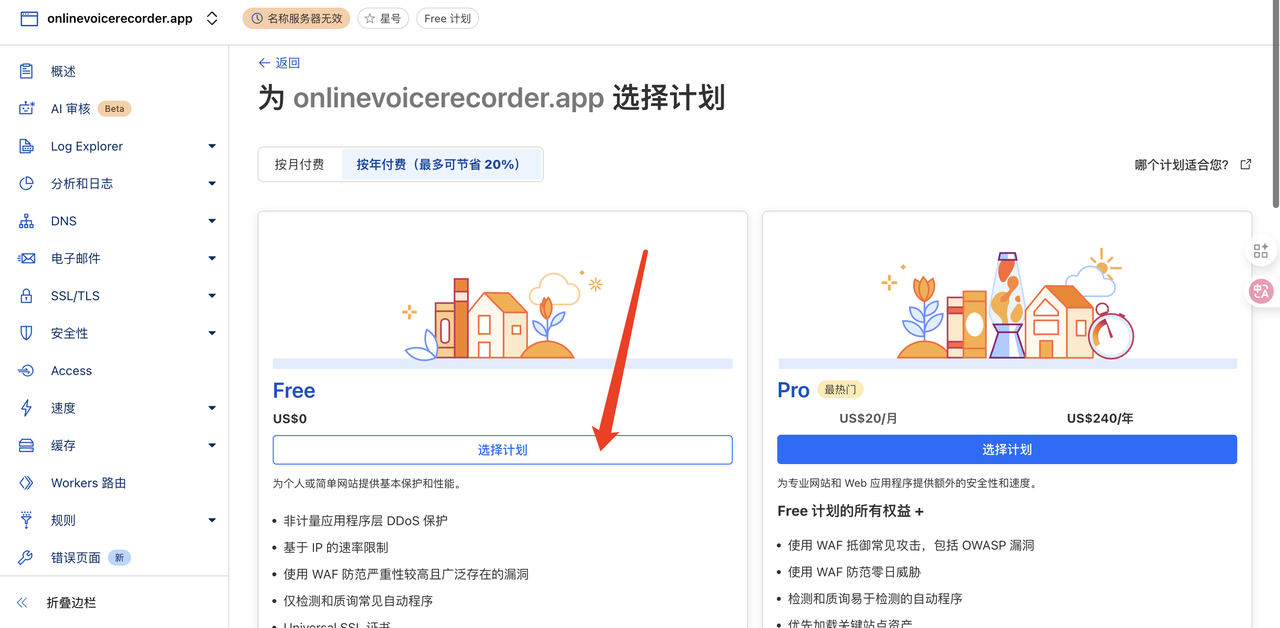 onlinevoicerecorder.app
名称服务器无效
星号
Free 计划
概述
AI 审核 Beta
Log Explorer
分析和日志
DNS
电子邮件
SSL/TLS
安全性
Access
速度
缓存
Workers 路由
规则
错误页面 新
折叠边栏
返回
为 onlinevoicerecorder.app 选择计划
按月付费
按年付费（最多可节省 20%）
哪个计划适合您?
Free
US$0
选择计划
为个人或简单网站提供基本保护和性能。
• 非计量应用程序层 DDoS 保护
• 基于 IP 的速率限制
• 使用 WAF 防范严重性较高且广泛存在的漏洞
• 仅检测和质询常见自动程序
• Universal SSL 证书
Pro 最热门
US$20/月
US$240/年
选择计划
为专业网站和 Web 应用程序提供额外的安全性和速度。
Free 计划的所有权益 +
• 使用 WAF 抵御常见攻击，包括 OWASP 漏洞
• 使用 WAF 防范零日威胁
• 检测和质询易于检测的自动程序
• 优先加载关键站点资产